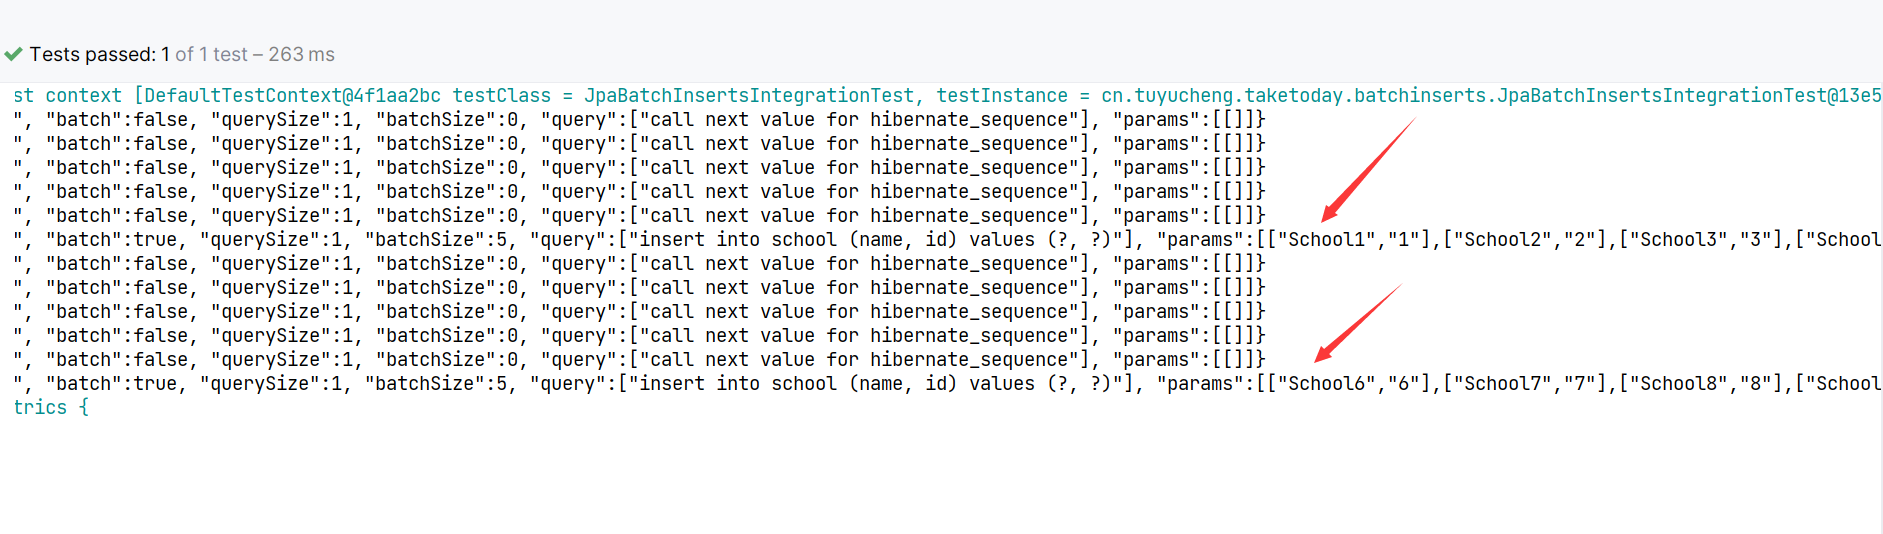 Tests passed: 1 of 1 test – 263 ms
st context [DefaultTestContext@4f1aa2bc testClass = JpaBatchInsertsIntegrationTest, testInstance = cn.tuyucheng.taketoday.batchinserts.JpaBatchInsertsIntegrationTest@13e5
", "batch":false, "querySize":1, "batchSize":0, "query":["call next value for hibernate_sequence"], "params":[[]]}
", "batch":false, "querySize":1, "batchSize":0, "query":["call next value for hibernate_sequence"], "params":[[]]}
", "batch":false, "querySize":1, "batchSize":0, "query":["call next value for hibernate_sequence"], "params":[[]]}
", "batch":false, "querySize":1, "batchSize":0, "query":["call next value for hibernate_sequence"], "params":[[]]}
", "batch":false, "querySize":1, "batchSize":0, "query":["call next value for hibernate_sequence"], "params":[[]]}
", "batch":true, "querySize":1, "batchSize":5, "query":["insert into school (name, id) values (?, ?)"], "params":[["School1","1"],["School2","2"],["School3","3"],["School
", "batch":false, "querySize":1, "batchSize":0, "query":["call next value for hibernate_sequence"], "params":[[]]}
", "batch":false, "querySize":1, "batchSize":0, "query":["call next value for hibernate_sequence"], "params":[[]]}
", "batch":false, "querySize":1, "batchSize":0, "query":["call next value for hibernate_sequence"], "params":[[]]}
", "batch":false, "querySize":1, "batchSize":0, "query":["call next value for hibernate_sequence"], "params":[[]]}
", "batch":false, "querySize":1, "batchSize":0, "query":["call next value for hibernate_sequence"], "params":[[]]}
", "batch":true, "querySize":1, "batchSize":5, "query":["insert into school (name, id) values (?, ?)"], "params":[["School6","6"],["School7","7"],["School8","8"],["School
trics {